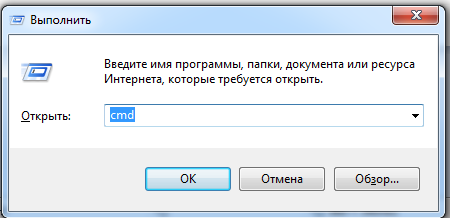 Выполнить
Введите имя программы, папки, документа или ресурса
Интернета, которые требуется открыть.
Открыть: cmd
OK Отмена Обзор...